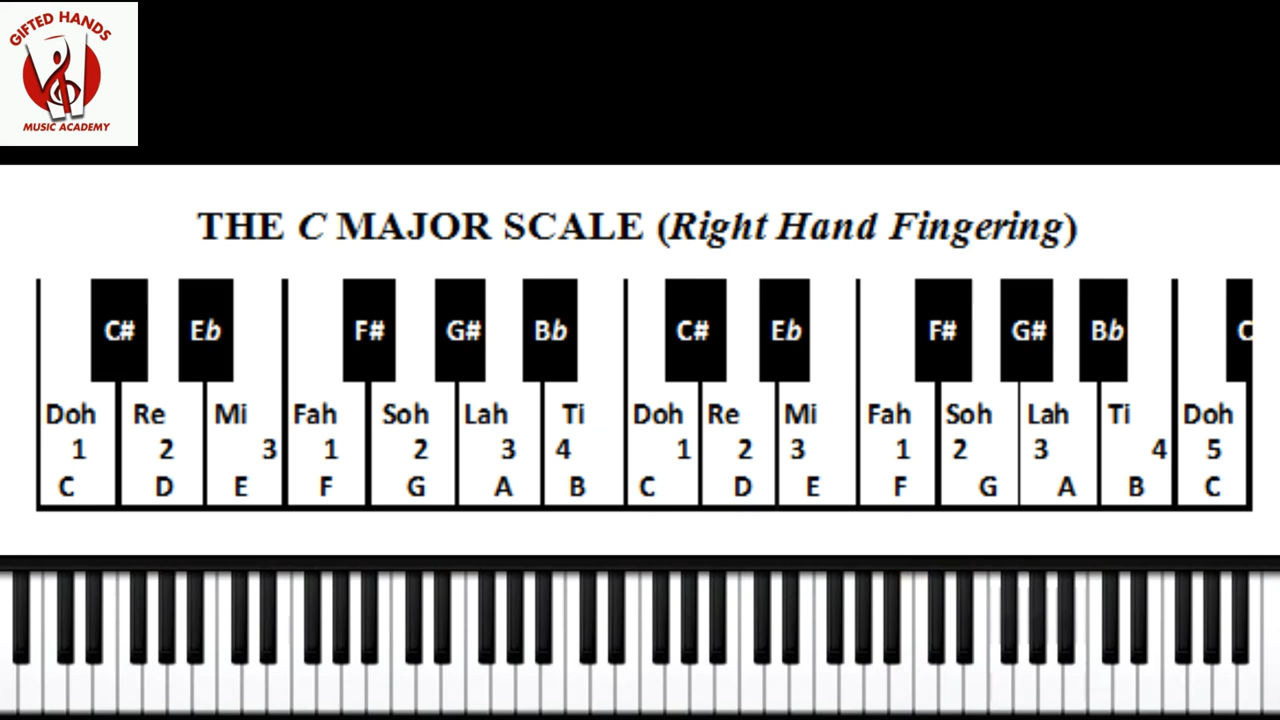 GIFTED HANDS
MUSIC ACADEMY
THE C MAJOR SCALE (Right Hand Fingering)
C# Eb F# G# Bb C# Eb F# G# Bb C
Doh Re Mi Fah Soh Lah Ti Doh Re Mi Fah Soh Lah Ti Doh
1 2 3 1 2 3 4 1 2 3 1 2 3 4 5
C D E F G A B C D E F G A B C